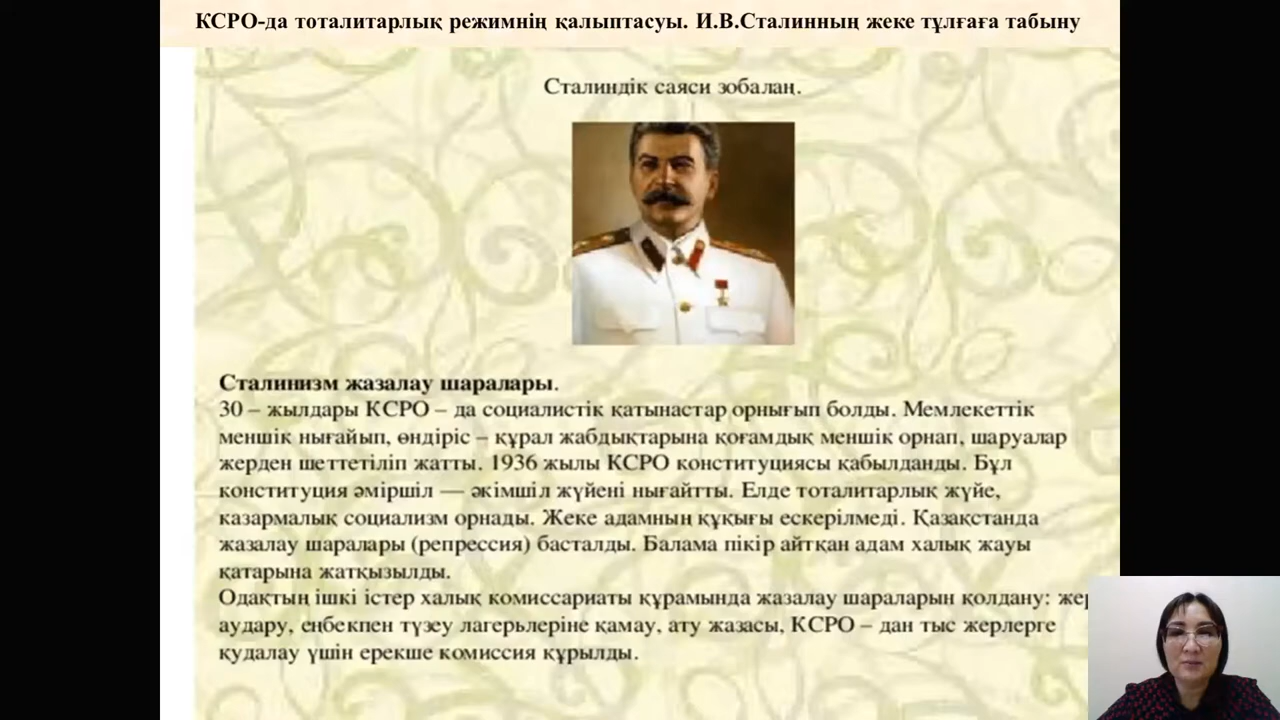 КСРО-да тоталитарлық режимнің қалыптасуы. И.В.Сталинның жеке тұлғаға табыну
Сталиндік саяси зобалаң.
Сталинизм жазалау шаралары.
30 – жылдары КСРО – да социалистік қатынастар орнығып болды. Мемлекеттік
меншік нығайып, өндіріс – құрал жабдықтарына қоғамдық меншік орнап, шаруалар
жерден шеттетіліп жатты. 1936 жылы КСРО конституциясы қабылданды. Бұл
конституция әміршіл — әкімшіл жүйені нығайтты. Елде тоталитарлық жүйе,
казармалық социализм орнады. Жеке адамның құқығы ескерілмеді. Қазақстанда
жазалау шаралары (репрессия) басталды. Балама пікір айтқан адам халық жауы
қатарына жатқызылды.
Одақтың ішкі істер халық комиссариаты құрамында жазалау шараларын қолдану: жер
аудару, еңбекпен түзеу лагерьлеріне қамау, ату жазасы, КСРО – дан тыс жерлерге
қудалау үшін ерекше комиссия құрылды.